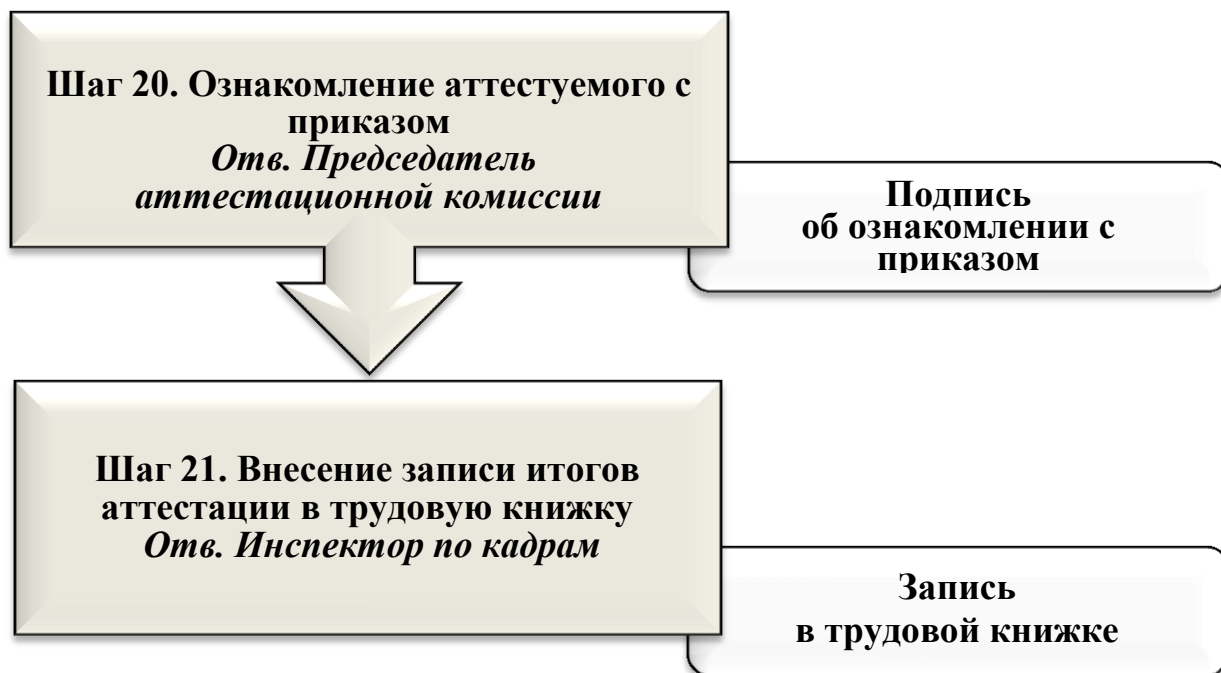 Шаг 20. Ознакомление аттестуемого с
приказом
Отв. Председатель
аттестационной комиссии
Подпись
об ознакомлении с
приказом
Шаг 21. Внесение записи итогов
аттестации в трудовую книжку
Отв. Инспектор по кадрам
Запись
в трудовой книжке